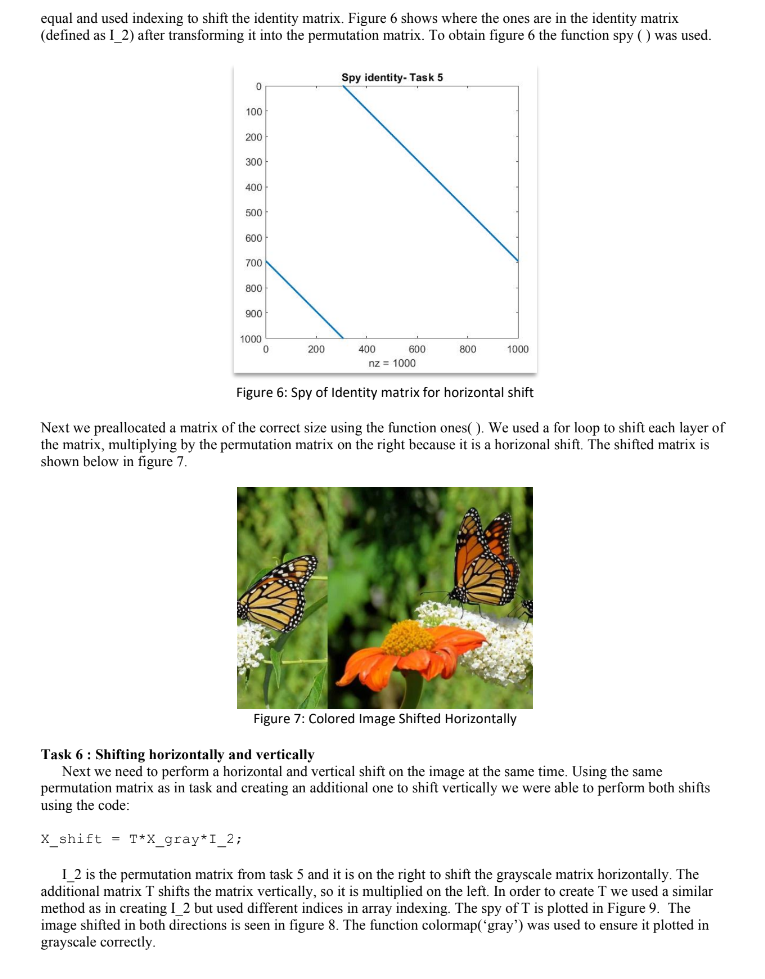 equal and used indexing to shift the identity matrix. Figure 6 shows where the ones are in the identity matrix
(defined as I_2) after transforming it into the permutation matrix. To obtain figure 6 the function spy ( ) was used.
Spy identity- Task 5
0
100
200
300
400
500
600
700
800
900
1000
0 200 400 600 800 1000
nz = 1000
Figure 6: Spy of Identity matrix for horizontal shift
Next we preallocated a matrix of the correct size using the function ones( ). We used a for loop to shift each layer of
the matrix, multiplying by the permutation matrix on the right because it is a horizonal shift. The shifted matrix is
shown below in figure 7.
Figure 7: Colored Image Shifted Horizontally
Task 6 : Shifting horizontally and vertically
Next we need to perform a horizontal and vertical shift on the image at the same time. Using the same
permutation matrix as in task and creating an additional one to shift vertically we were able to perform both shifts
using the code:
X_shift = T*X_gray*I_2;
I_2 is the permutation matrix from task 5 and it is on the right to shift the grayscale matrix horizontally. The
additional matrix T shifts the matrix vertically, so it is multiplied on the left. In order to create T we used a similar
method as in creating I_2 but used different indices in array indexing. The spy of T is plotted in Figure 9. The
image shifted in both directions is seen in figure 8. The function colormap(‘gray’) was used to ensure it plotted in
grayscale correctly.